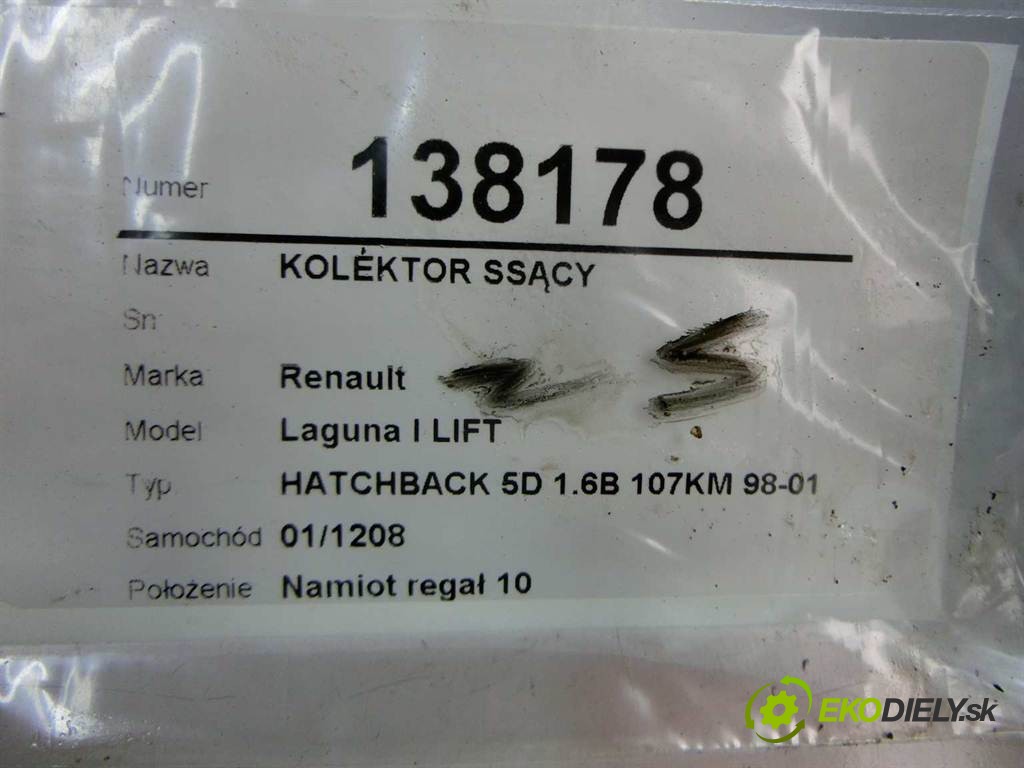 Numer 138178
Nazwa KOLEKTOR SSĄCY
Sn
Marka Renault
Model Laguna I LIFT
Typ HATCHBACK 5D 1.6B 107KM 98-01
Samochód 01/1208
Położenie Namiot regał 10
EKODIELY.sk